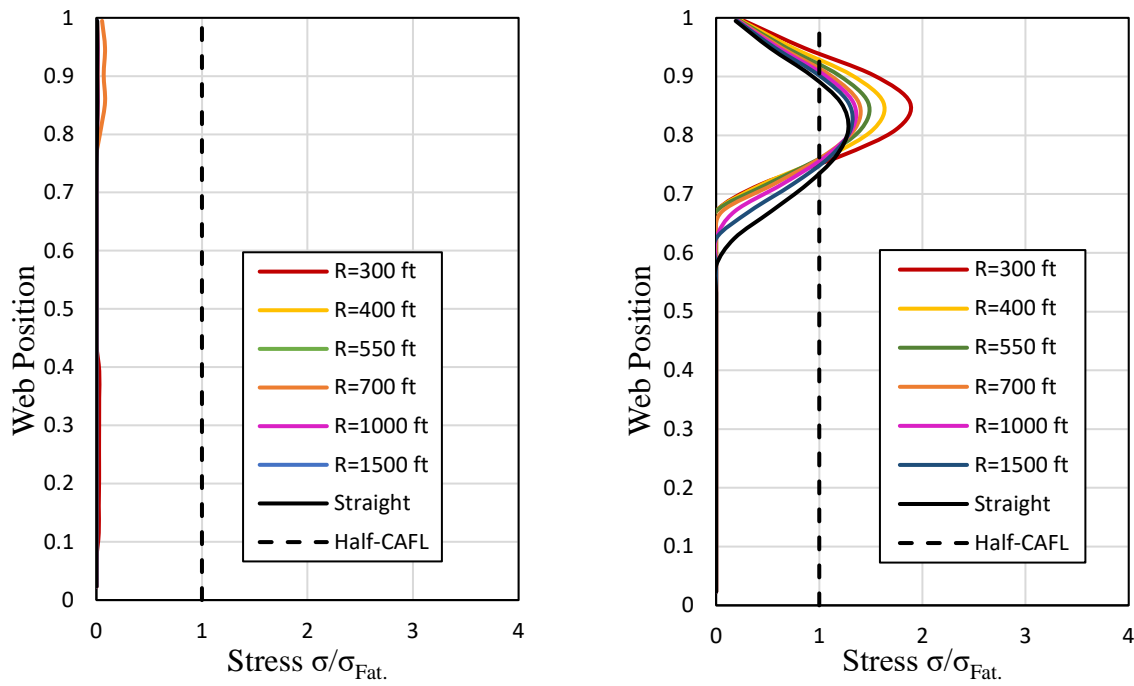 1
0.9
0.8
0.7
0.6
0.5
0.4
0.3
0.2
0.1
0
Web Position
R=300 ft
R=400 ft
R=550 ft
R=700 ft
R=1000 ft
R=1500 ft
Straight
Half-CAFL
0 1 2 3 4
Stress σ/σFat.
1
0.9
0.8
0.7
0.6
0.5
0.4
0.3
0.2
0.1
0
Web Position
R=300 ft
R=400 ft
R=550 ft
R=700 ft
R=1000 ft
R=1500 ft
Straight
Half-CAFL
0 1 2 3 4
Stress σ/σFat.